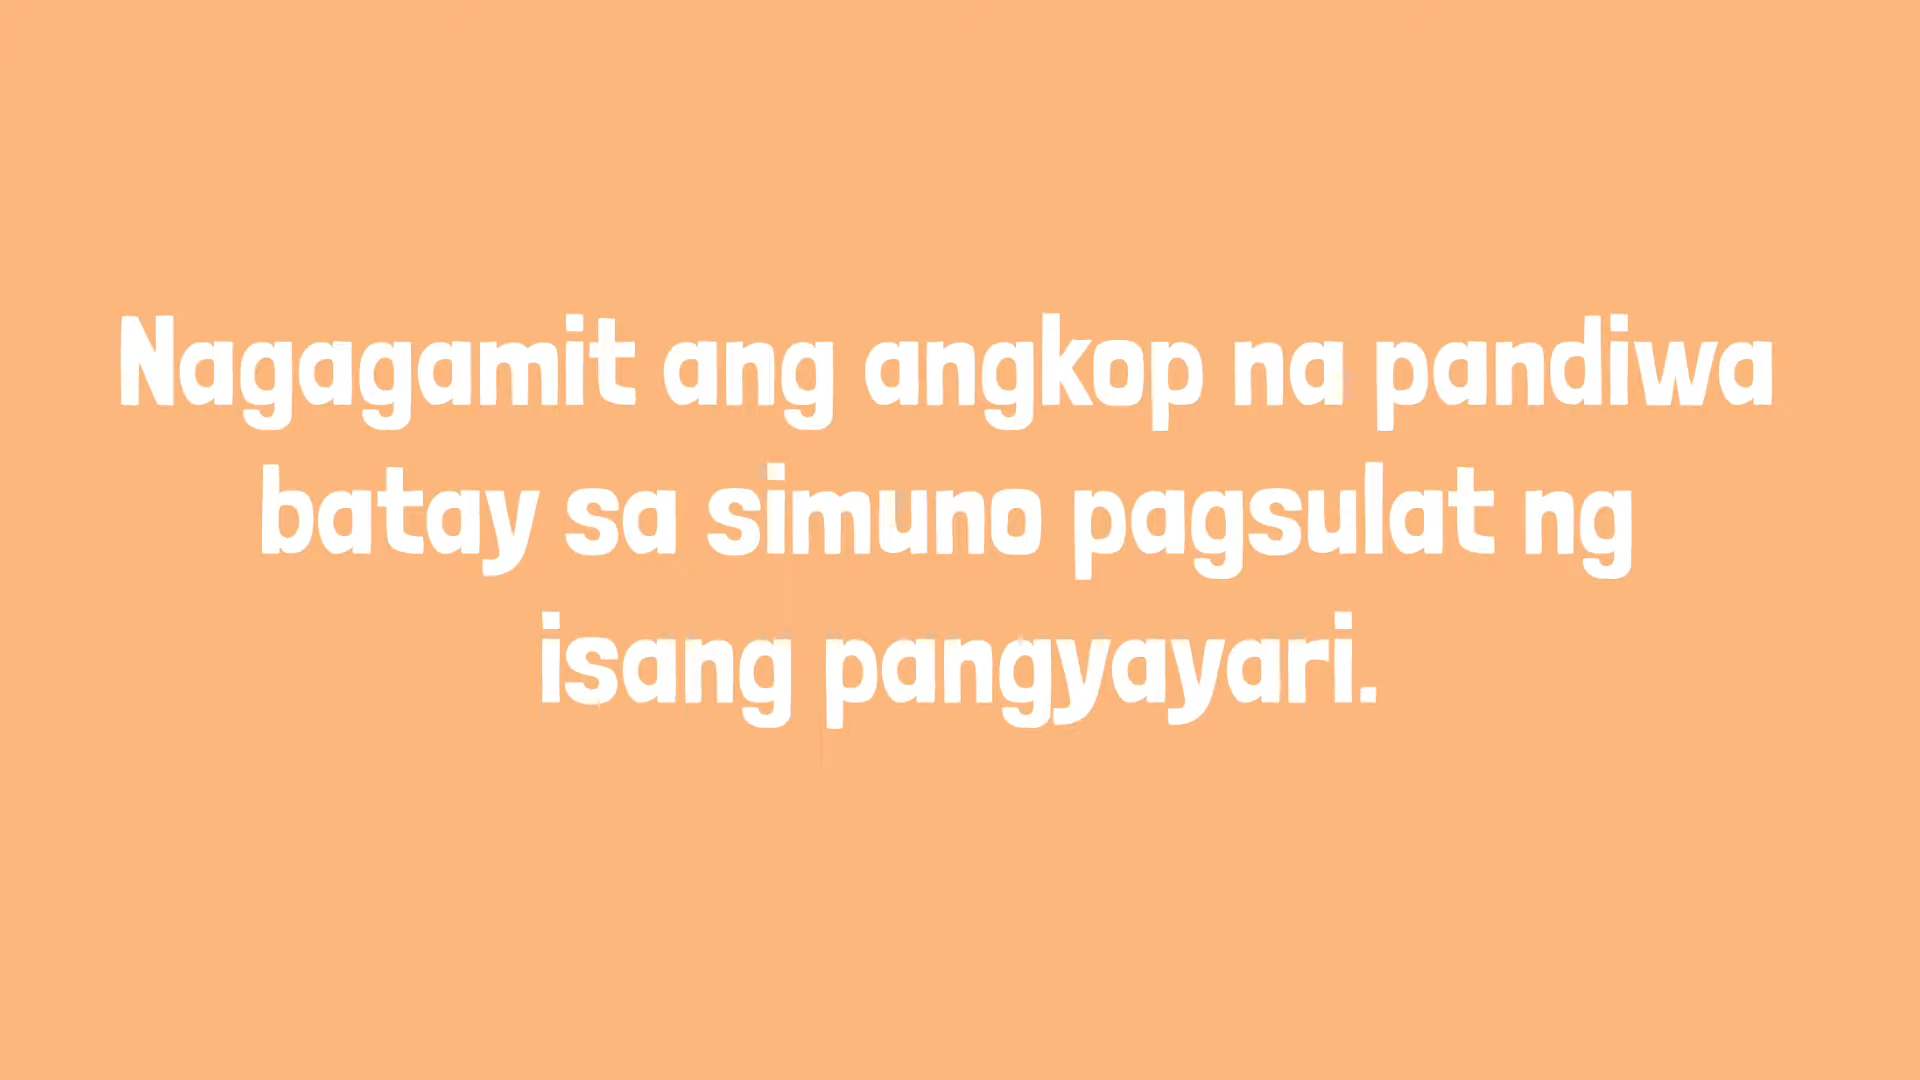 Nagagamit ang angkop na pandiwa
batay sa simuno pagsulat ng
isang pangyayari.